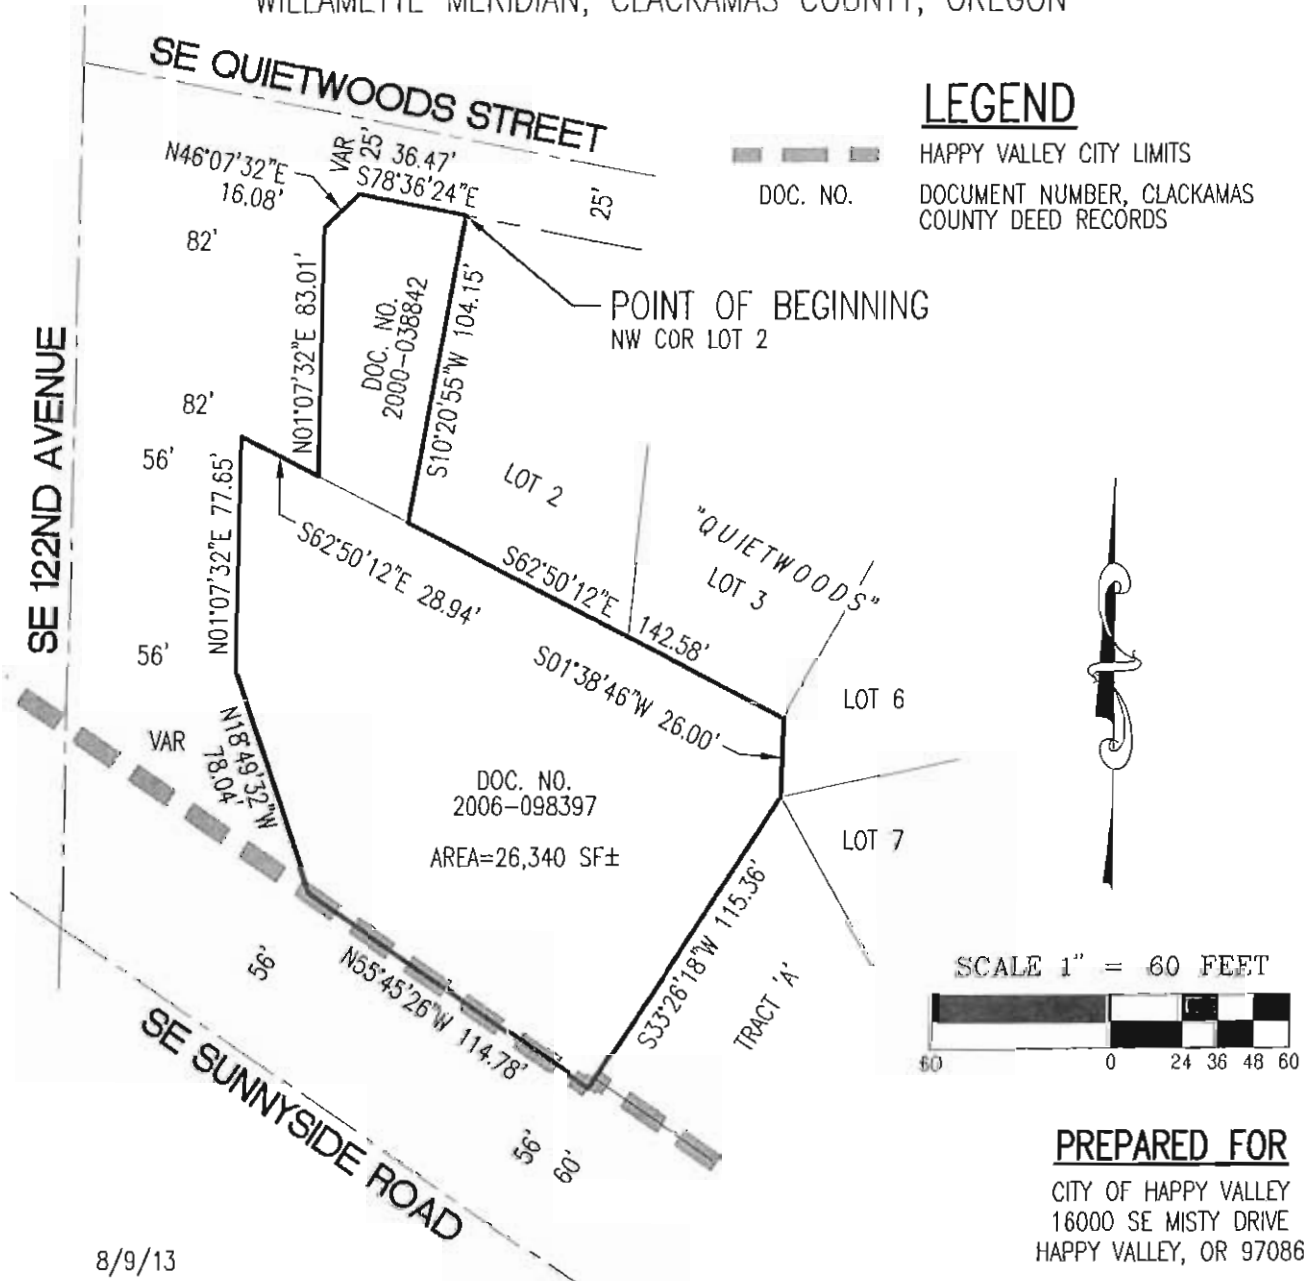 WILLAMETTE MERIDIAN, CLACKAMAS COUNTY, OREGON
SE QUIETWOODS STREET
LEGEND
HAPPY VALLEY CITY LIMITS
DOC. NO.
DOCUMENT NUMBER, CLACKAMAS
COUNTY DEED RECORDS
N46°07'32"E
16.08'
VAR
25'
36.47'
S78°36'24"E
25'
82'
POINT OF BEGINNING
NW COR LOT 2
N01°07'32"E 83.01'
DOC. NO.
2000-038842
S10°20'55"W 104.15'
SE 122ND AVENUE
82'
56'
N01°07'32"E 77.65'
LOT 2
"QUIETWOODS"
LOT 3
S62°50'12"E 28.94'
S62°50'12"E 142.58'
S01°38'46"W 26.00'
56'
LOT 6
VAR
N18°49'32"W
78.04'
DOC. NO.
2006-098397
AREA=26,340 SF±
LOT 7
S33°26'18"W 115.36'
TRACT 'A'
56'
N55°45'26"W 114.78'
SCALE 1" = 60 FEET
60 0 24 36 48 60
SE SUNNYSIDE ROAD
56'
60'
PREPARED FOR
CITY OF HAPPY VALLEY
16000 SE MISTY DRIVE
HAPPY VALLEY, OR 97086
8/9/13